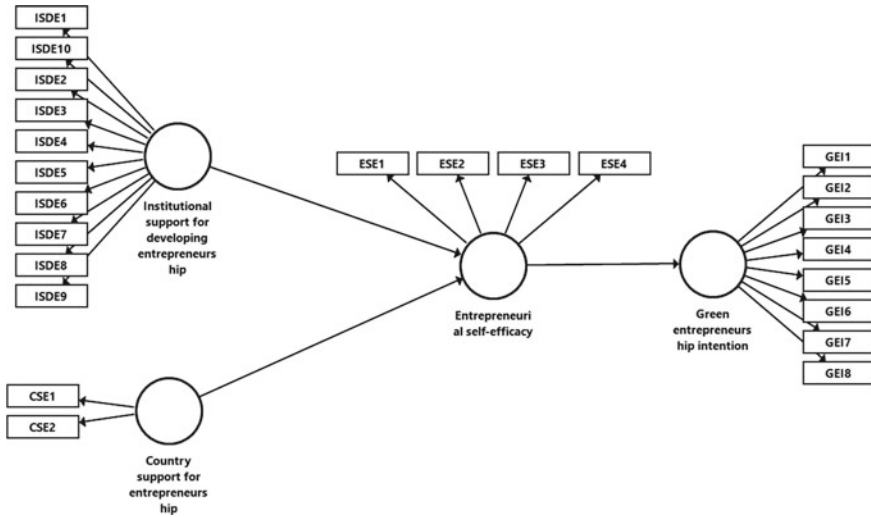 ISDE1
ISDE10
ISDE2
ISDE3
ISDE4
ISDE5
ISDE6
ISDE7
ISDE8
ISDE9
Institutional
support for
developing
entrepreneurs
hip
CSE1
CSE2
Country
support for
entrepreneurs
hip
ESE1
ESE2
ESE3
ESE4
Entrepreneuri
al self-efficacy
Green
entrepreneurs
hip intention
GEI1
GEI2
GEI3
GEI4
GEI5
GEI6
GEI7
GEI8